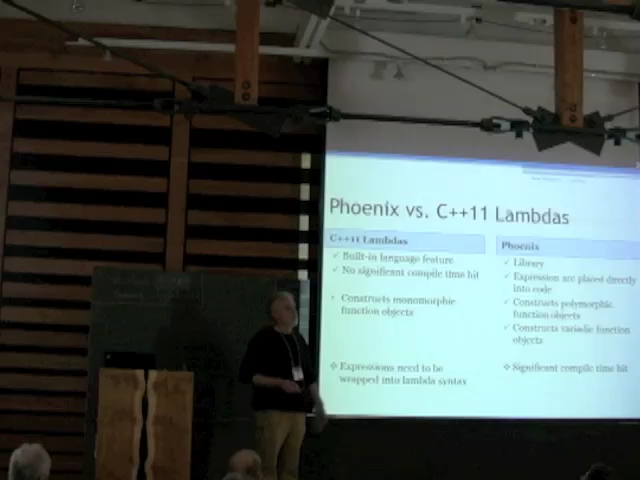 Phoenix vs. C++11 Lambdas
C++11 Lambdas
Built-in language feature
No significant compile time hit
Constructs monomorphic
function objects
Expressions need to be
wrapped into lambda syntax
Phoenix
Library
Expression are placed directly
into code
Constructs polymorphic
function objects
Constructs variadic function
objects
Significant compile time hit